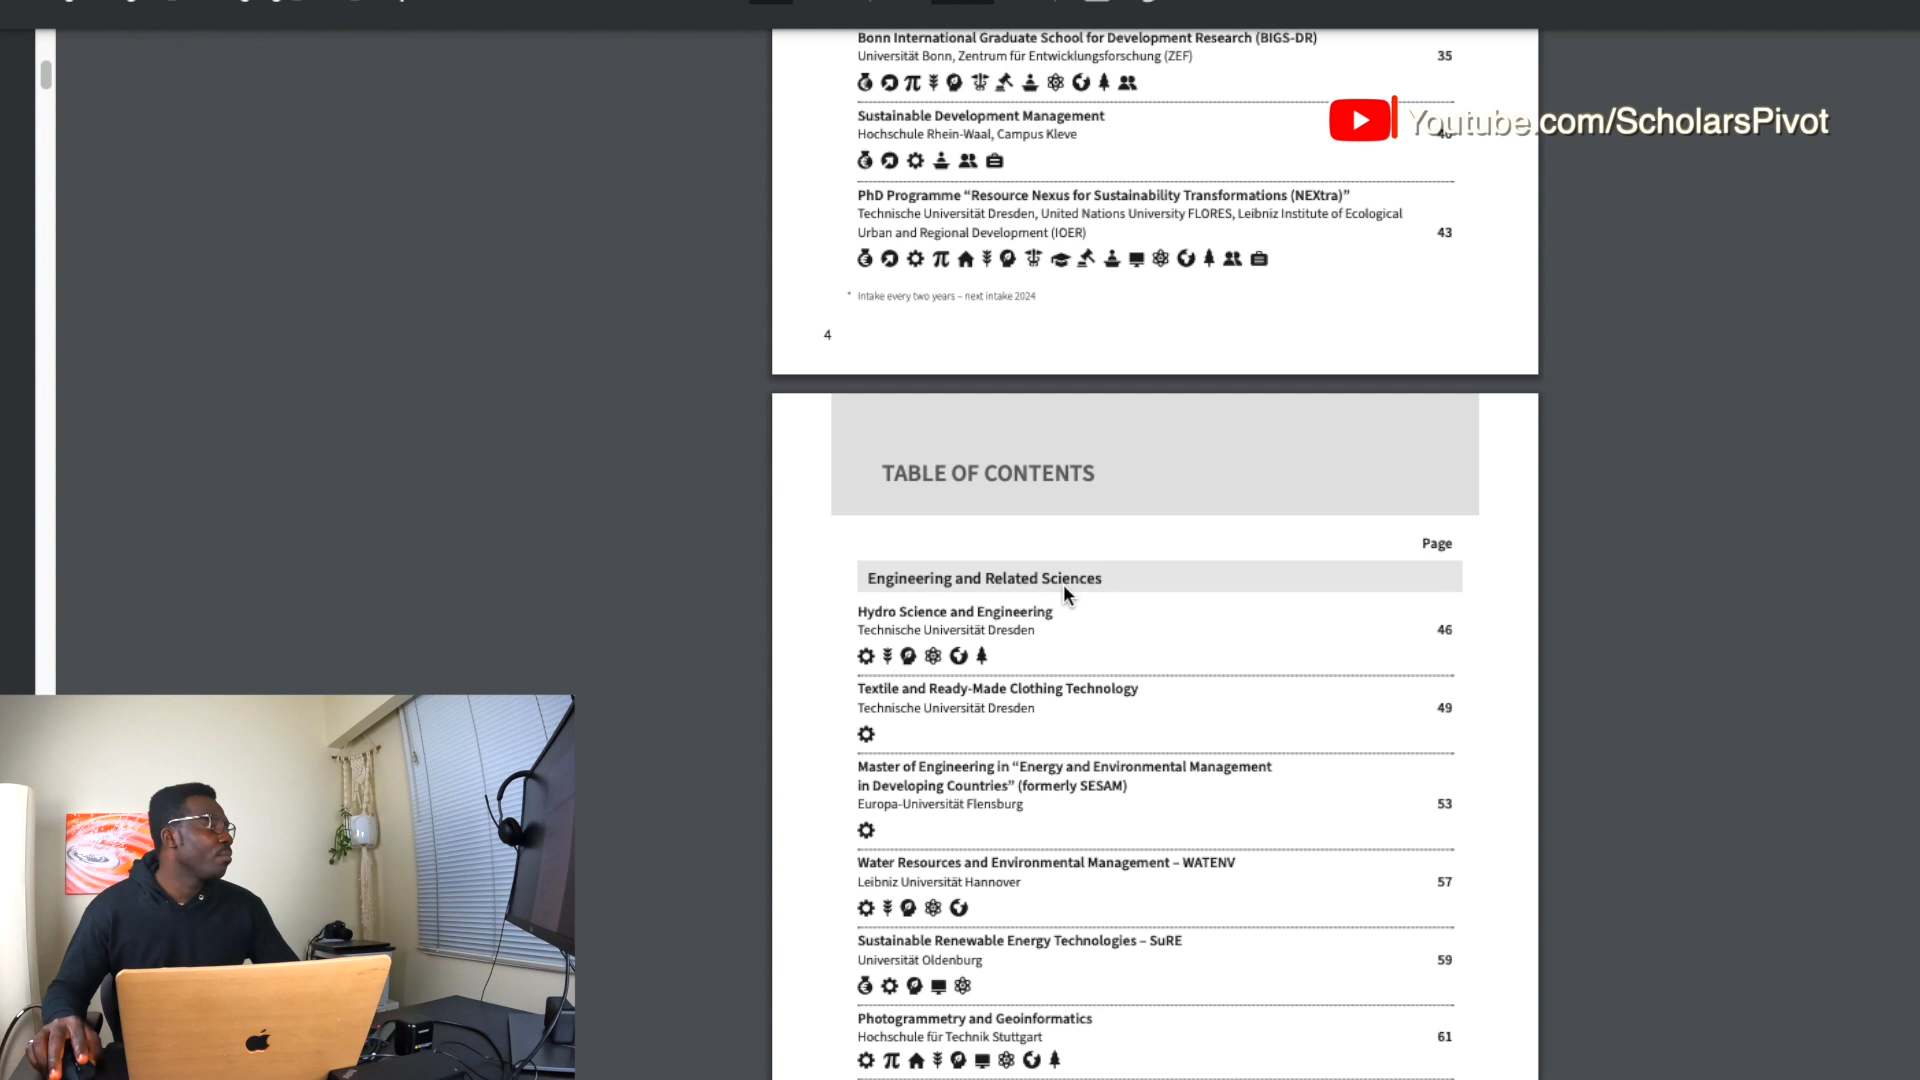 Bonn International Graduate School for Development Research (BIGS-DR)
Universität Bonn, Zentrum für Entwicklungsforschung (ZEF) 35
Youtube.com/ScholarsPivot
Sustainable Development Management
Hochschule Rhein-Waal, Campus Kleve
PhD Programme “Resource Nexus for Sustainability Transformations (NEXtra)”
Technische Universität Dresden, United Nations University FLORES, Leibniz Institute of Ecological
Urban and Regional Development (IOER) 43
* Intake every two years – next intake 2024
4
TABLE OF CONTENTS
Page
Engineering and Related Sciences
Hydro Science and Engineering
Technische Universität Dresden 46
Textile and Ready-Made Clothing Technology
Technische Universität Dresden 49
Master of Engineering in “Energy and Environmental Management
in Developing Countries” (formerly SESAM)
Europa-Universität Flensburg 53
Water Resources and Environmental Management – WATENV
Leibniz Universität Hannover 57
Sustainable Renewable Energy Technologies – SuRE
Universität Oldenburg 59
Photogrammetry and Geoinformatics
Hochschule für Technik Stuttgart 61